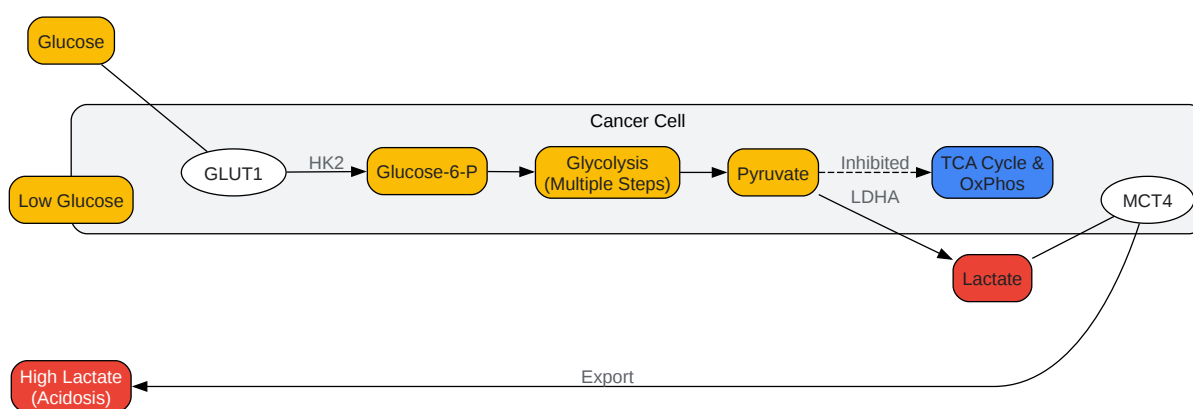 Glucose
Cancer Cell
GLUT1
HK2
Glucose-6-P
Glycolysis
(Multiple Steps)
Pyruvate
Inhibited
LDHA
TCA Cycle &
OxPhos
MCT4
Low Glucose
Lactate
High Lactate
(Acidosis)
Export